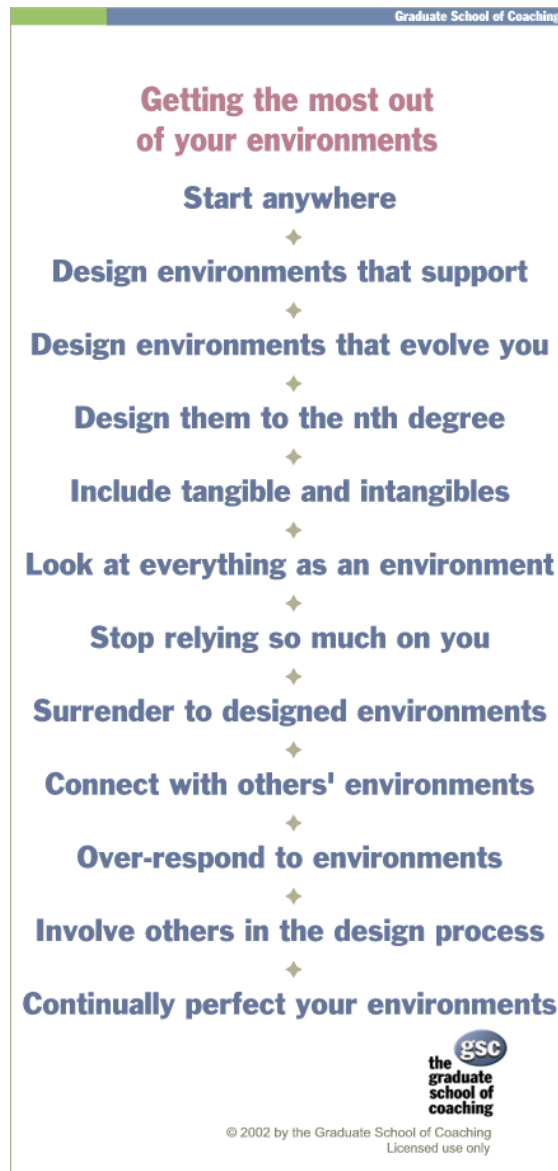 Graduate School of Coaching
Getting the most out
of your environments
Start anywhere
Design environments that support
Design environments that evolve you
Design them to the nth degree
Include tangible and intangibles
Look at everything as an environment
Stop relying so much on you
Surrender to designed environments
Connect with others' environments
Over-respond to environments
Involve others in the design process
Continually perfect your environments
gsc
the
graduate
school of
coaching
© 2002 by the Graduate School of Coaching
Licensed use only